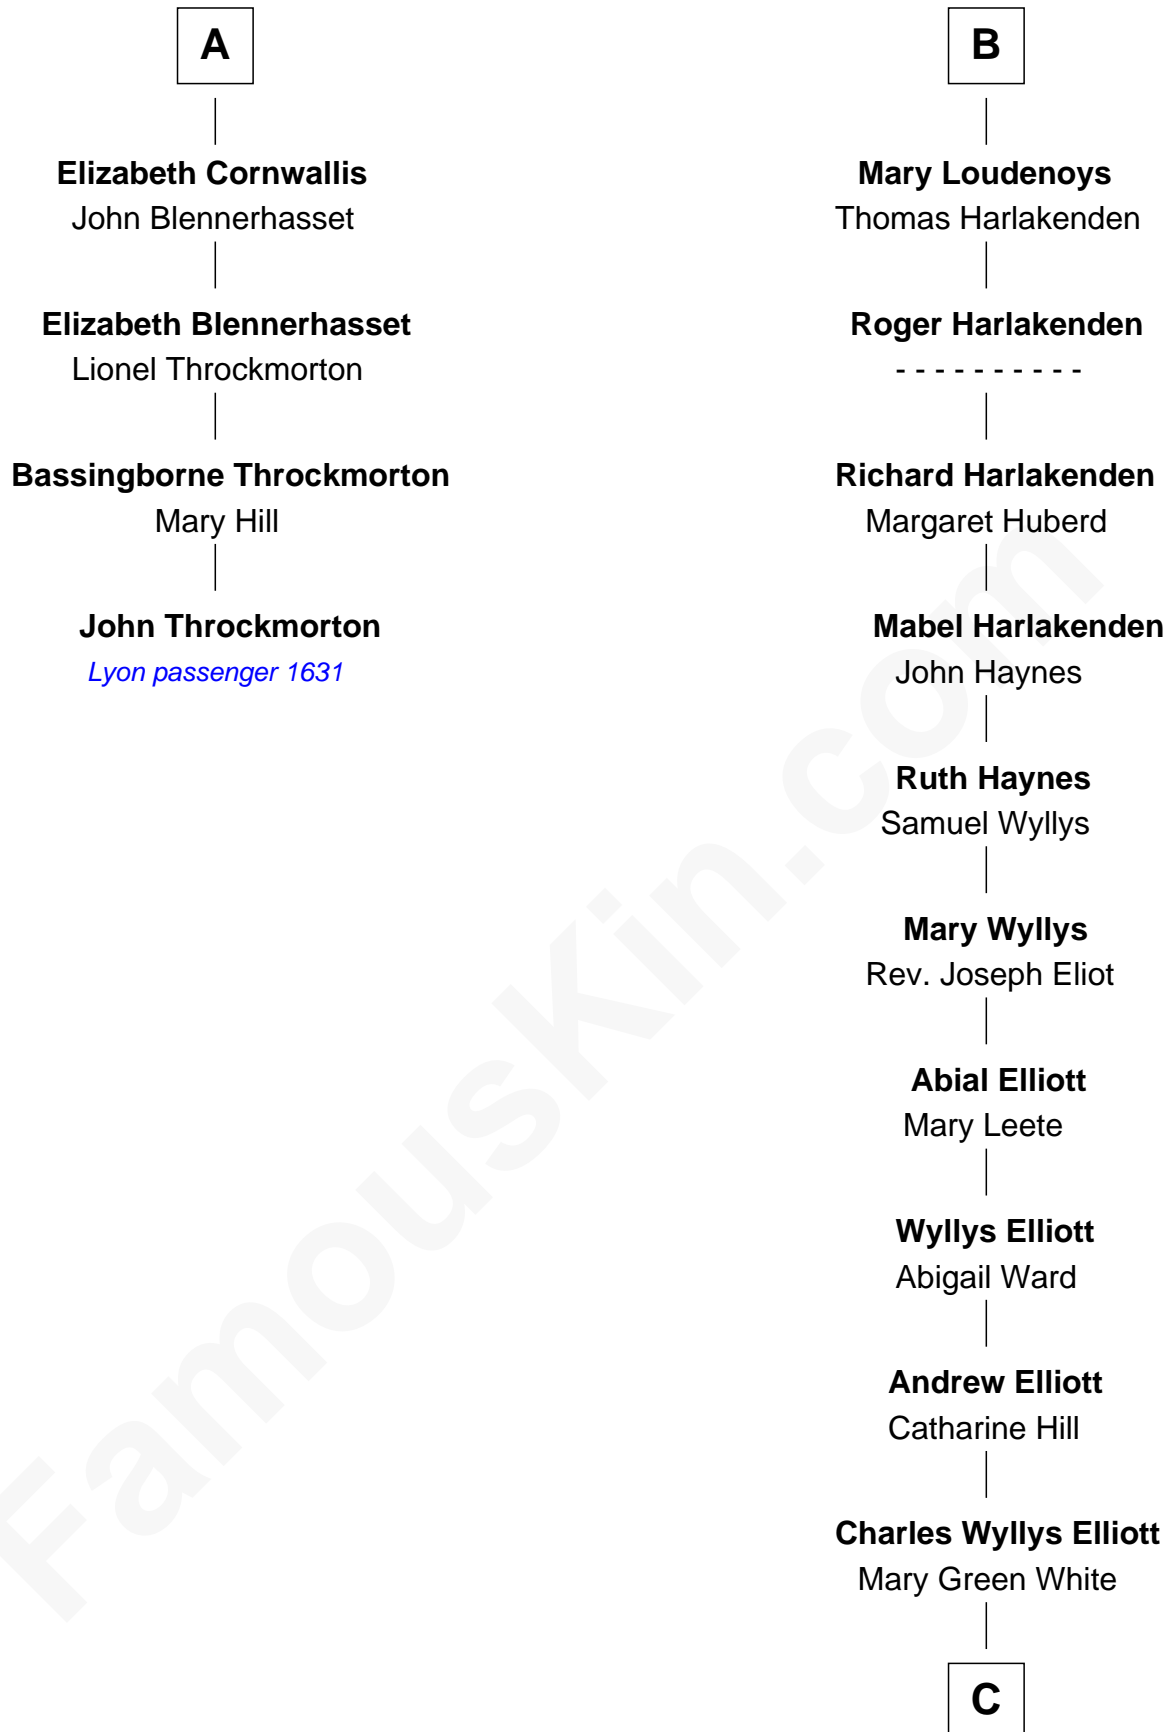 A
Elizabeth Cornwallis
John Blennerhasset
Elizabeth Blennerhasset
Lionel Throckmorton
Bassingborne Throckmorton
Mary Hill
John Throckmorton
Lyon passenger 1631
B
Mary Loudenoys
Thomas Harlakenden
Roger Harlakenden
- - - - - - - - - -
Richard Harlakenden
Margaret Huberd
Mabel Harlakenden
John Haynes
Ruth Haynes
Samuel Wyllys
Mary Wyllys
Rev. Joseph Eliot
Abial Elliott
Mary Leete
Wyllys Elliott
Abigail Ward
Andrew Elliott
Catharine Hill
Charles Wyllys Elliott
Mary Green White
C
FamousKin.com